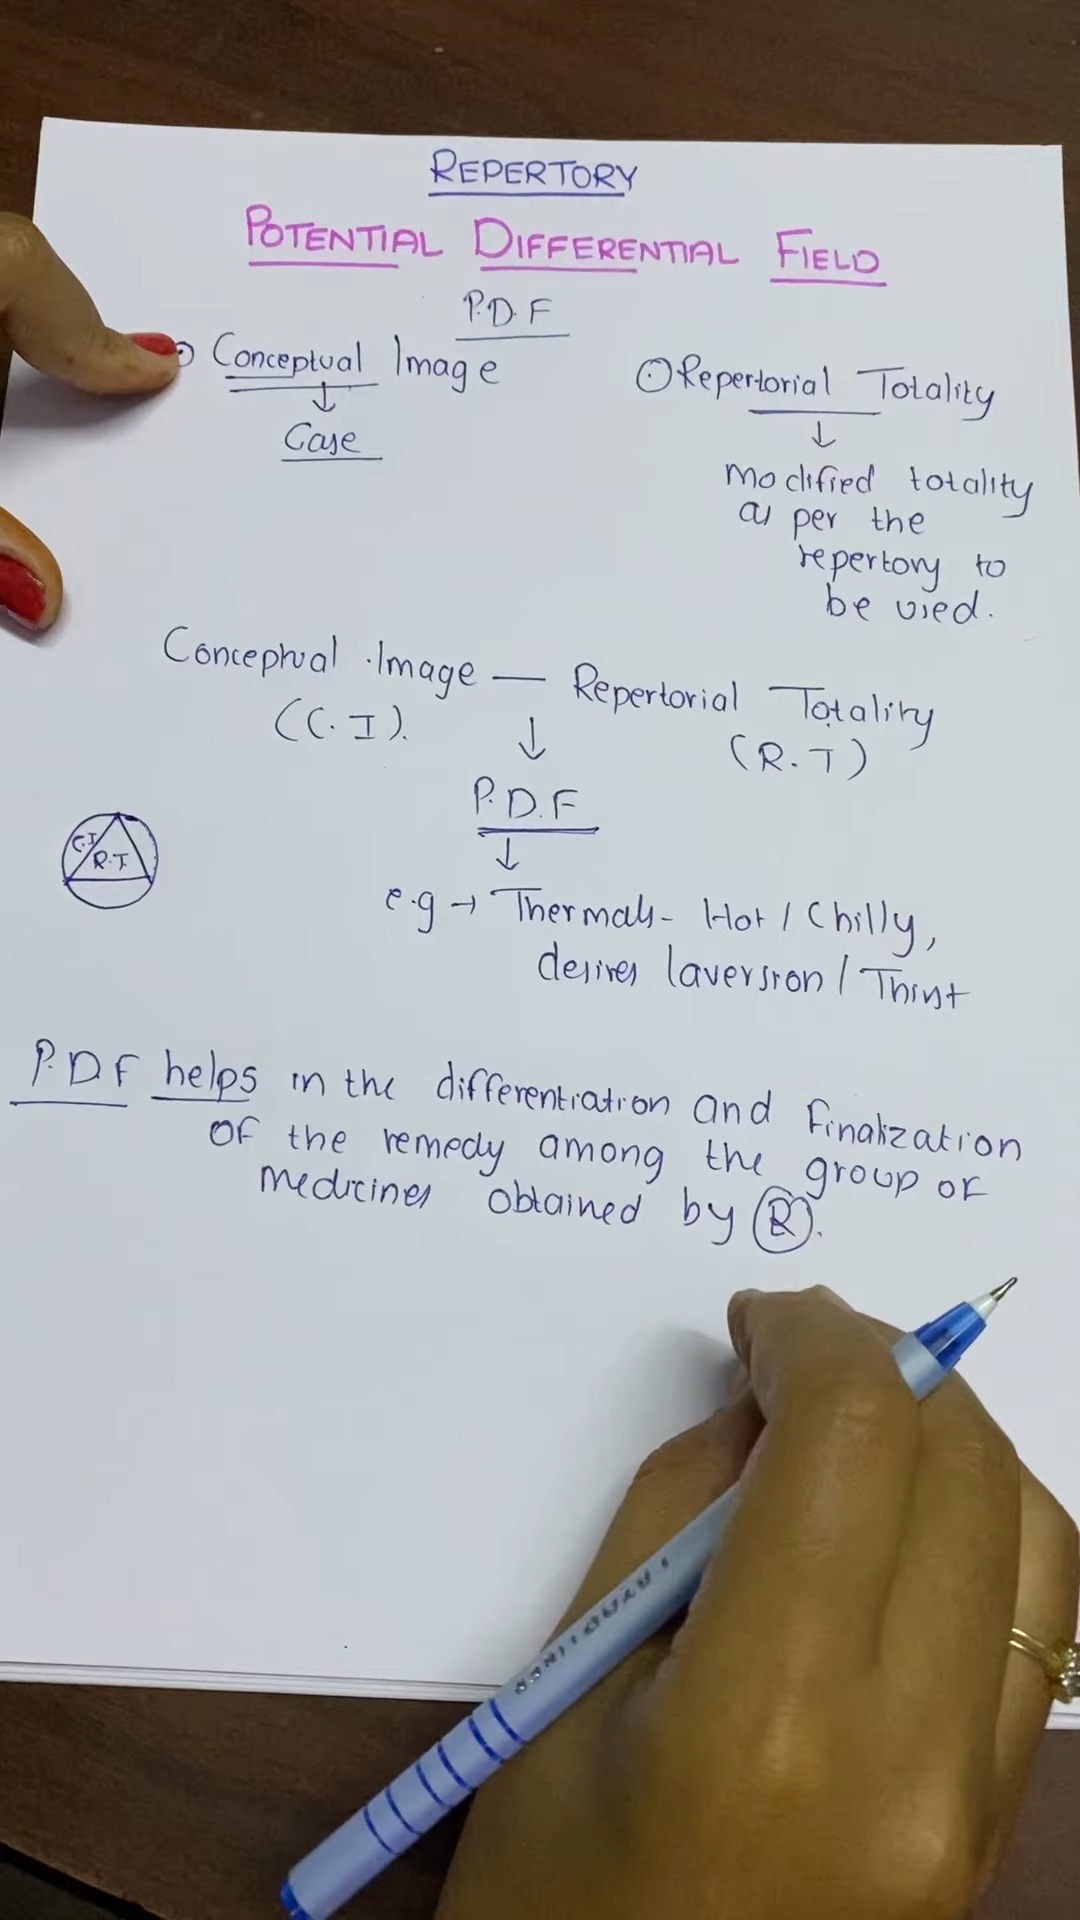 REPERTORY
POTENTIAL DIFFERENTIAL FIELD
P.D.F
Conceptual Image
↓
Case
Repertorial Totality
↓
modified totality
as per the
repertory to
be used.
Conceptual Image — Repertorial Totality
(C.I). ↓ (R.T)
P.D.F
↓
C.I
R.T.
e.g → Thermals - Hot / Chilly,
desires / aversion / Thirst
P.D.F helps in the differentiation and finalization
of the remedy among the group of
medicines obtained by R.